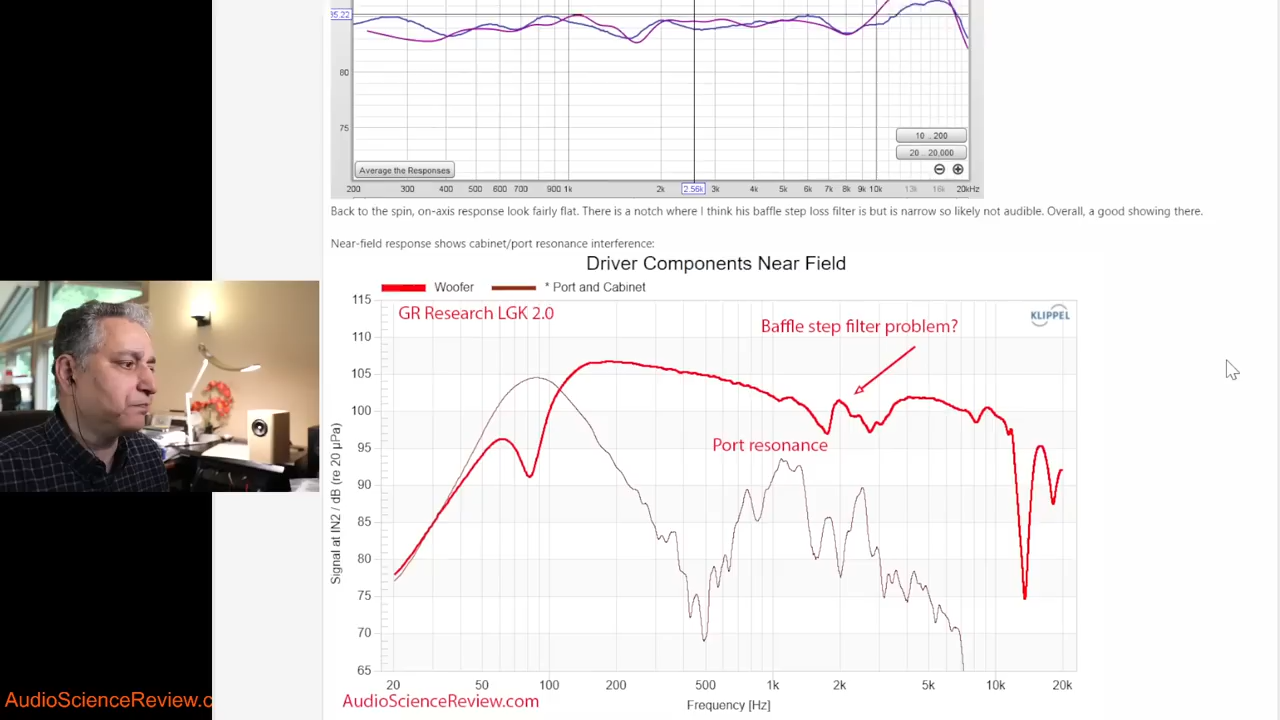 85.22
80
75
10 .. 200
20 .. 20,000
Average the Responses
200 300 400 500 600 700 900 1k 2k 2.56k 3k 4k 5k 6k 7k 8k 9k 10k 13k 16k 20kHz
Back to the spin, on-axis response look fairly flat. There is a notch where I think his baffle step loss filter is but is narrow so likely not audible. Overall, a good showing there.
Near-field response shows cabinet/port resonance interference:
Driver Components Near Field
Woofer * Port and Cabinet
115
GR Research LGK 2.0
KLIPPEL
Baffle step filter problem?
110
105
100
Port resonance
95
90
85
80
75
70
65
Signal at IN2 / dB (re 20 µPa)
20 50 100 200 500 1k 2k 5k 10k 20k
AudioScienceReview.com
Frequency [Hz]
AudioScienceReview.c